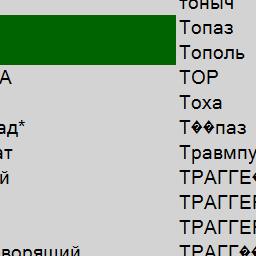 тоныч
Топаз
Тополь
А ТОР
Тоха
ад* Т��паз
ат Травмпу
й ТРАГГЕ�
ТРАГГЕ
ТРАГГЕ
ворящий ТРАГГ��